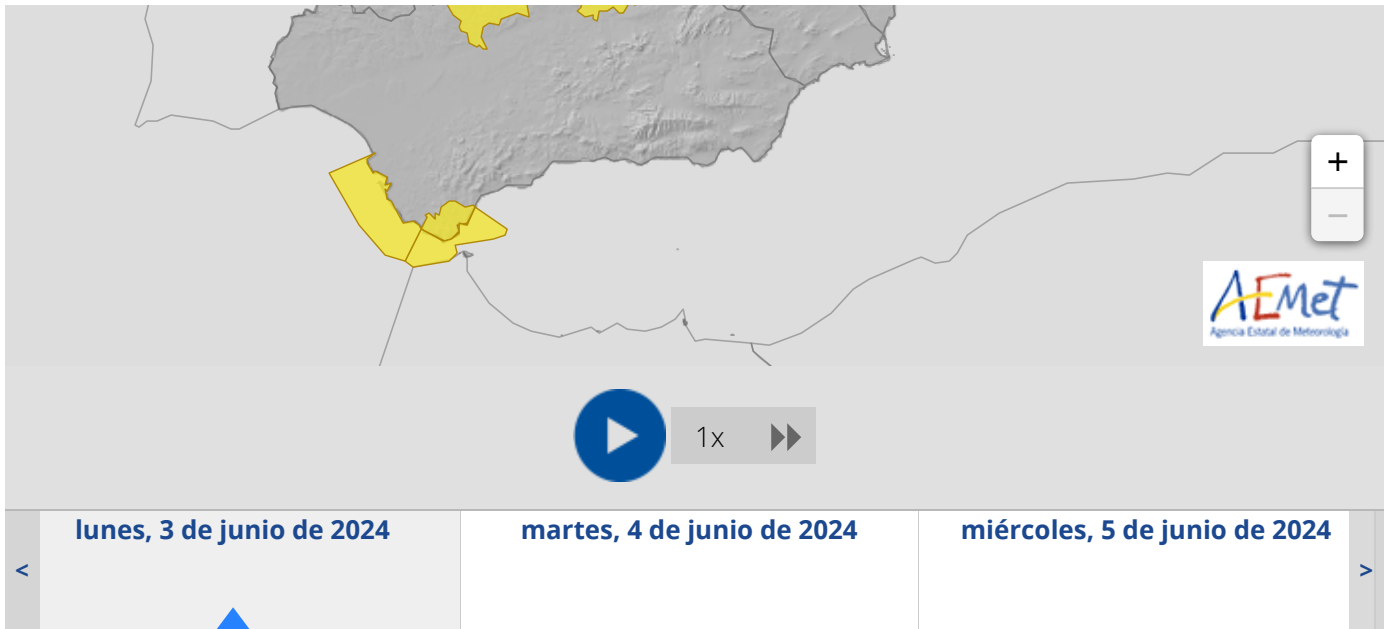 +
−
AEMet
Agencia Estatal de Meteorología
1x
lunes, 3 de junio de 2024
martes, 4 de junio de 2024
miércoles, 5 de junio de 2024
<
>